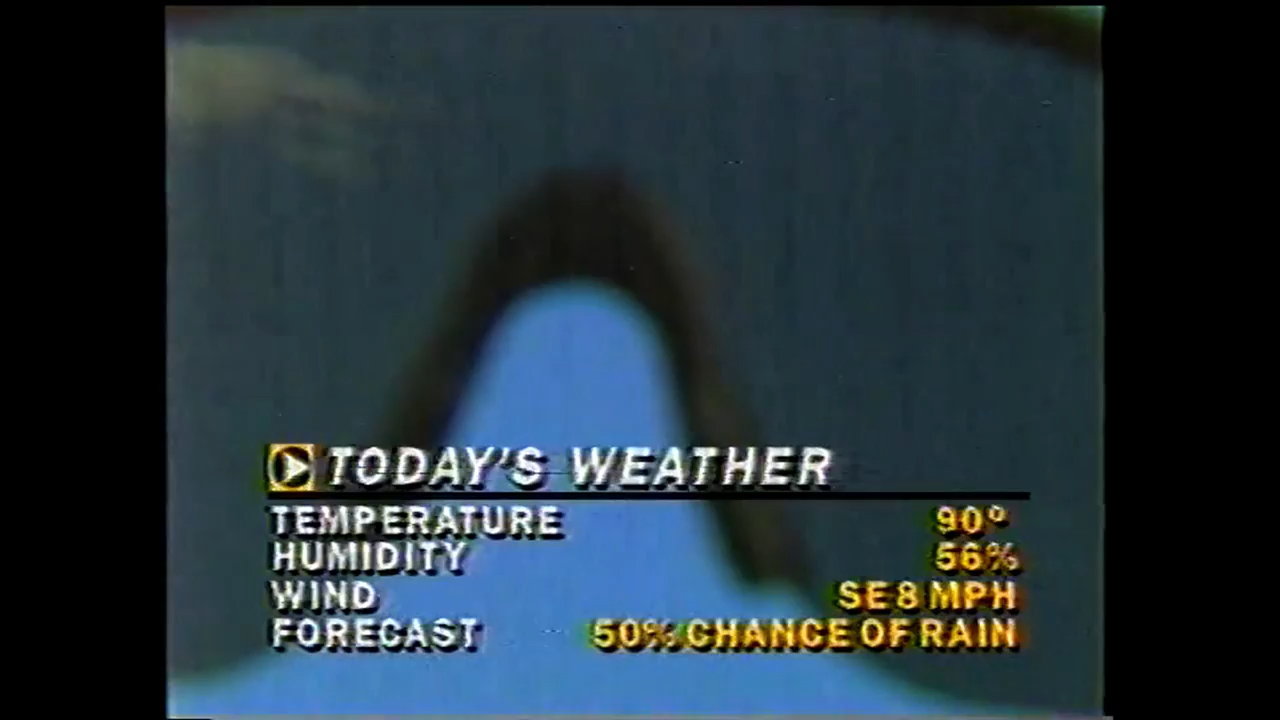 TODAY'S WEATHER
TEMPERATURE 90°
HUMIDITY 56%
WIND SE 8 MPH
FORECAST 50% CHANCE OF RAIN